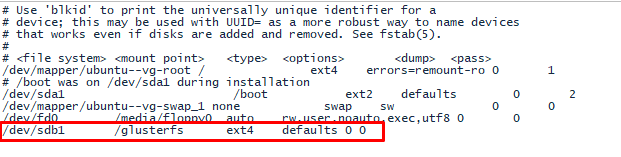 # Use 'blkid' to print the universally unique identifier for a
# device; this may be used with UUID= as a more robust way to name devices
# that works even if disks are added and removed. See fstab(5).
#
# <file system> <mount point>   <type>  <options>       <dump>  <pass>
/dev/mapper/ubuntu--vg-root /               ext4    errors=remount-ro 0       1
# /boot was on /dev/sda1 during installation
/dev/sda1                /boot           ext2    defaults        0       2
/dev/mapper/ubuntu--vg-swap_1 none            swap    sw              0       0
/dev/fd0        /media/floppy0  auto    rw,user,noauto,exec,utf8 0       0
/dev/sdb1       /glusterfs      ext4    defaults 0 0